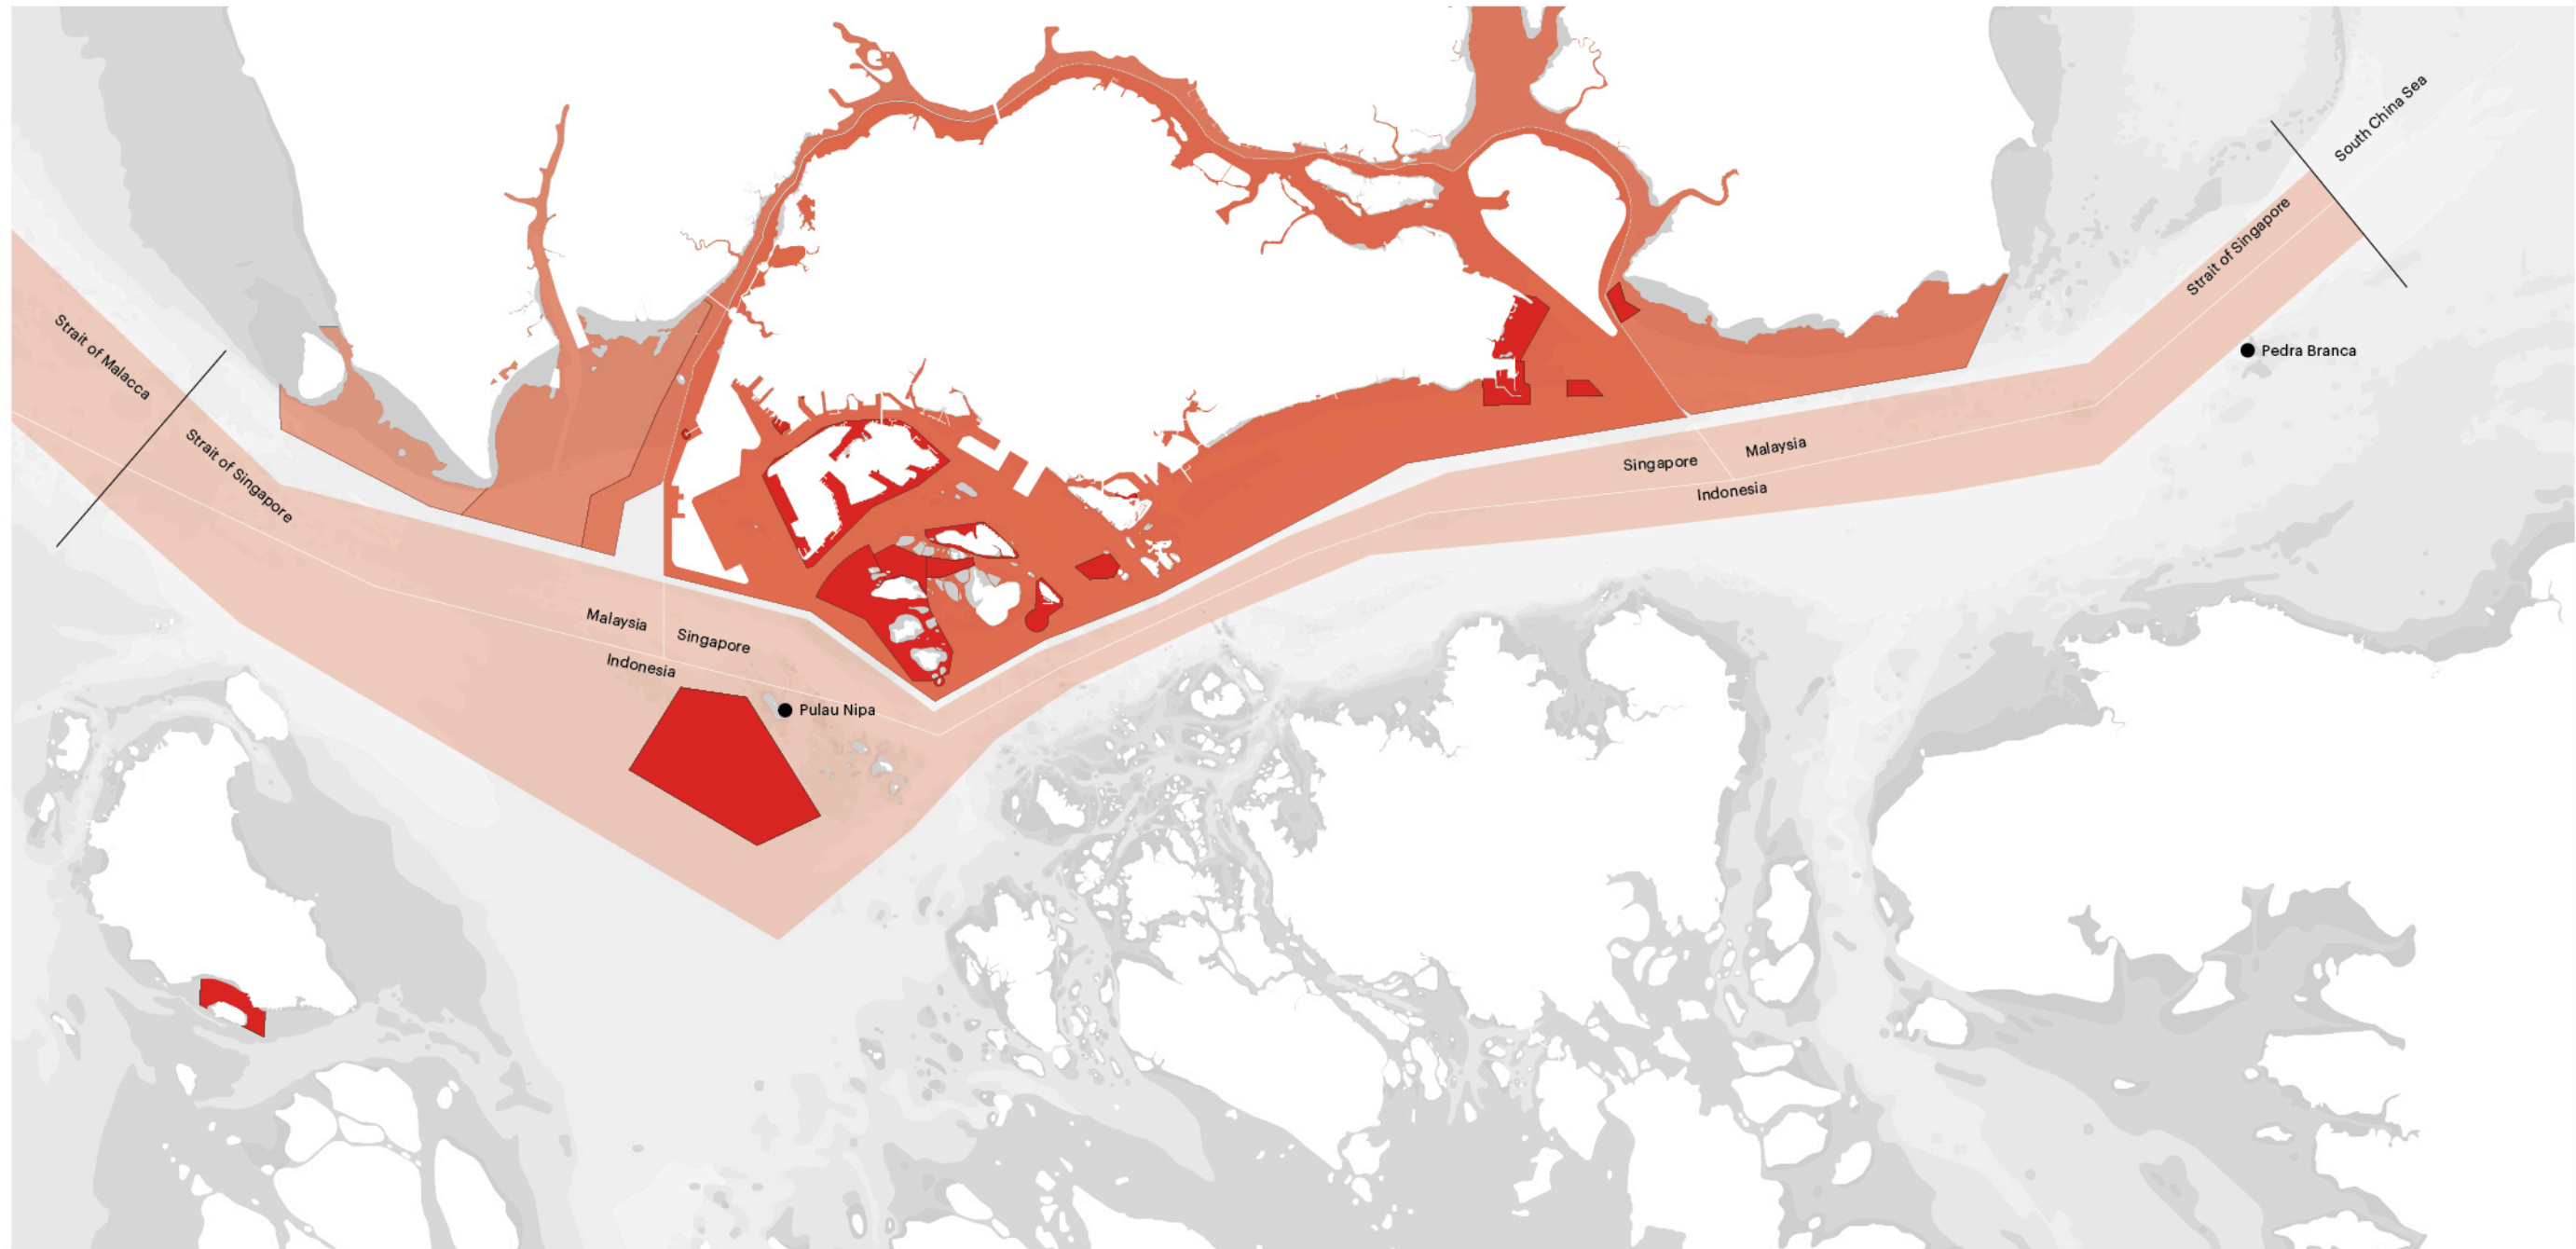 South China Sea
Strait of Singapore
Pedra Branca
Strait of Malacca
Strait of Singapore
Singapore
Malaysia
Indonesia
Malaysia
Singapore
Indonesia
Pulau Nipa